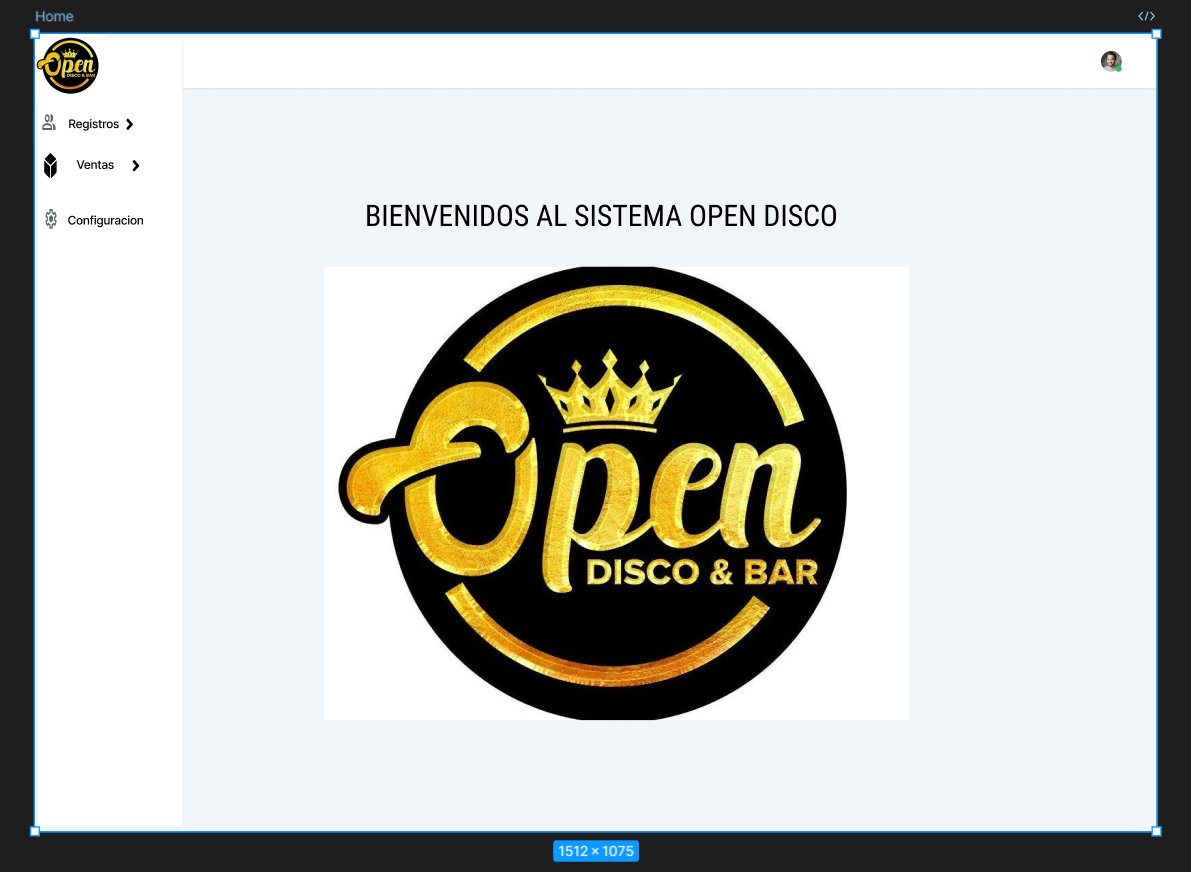 Home
</>
Open
DISCO & BAR
Registros
Ventas
Configuracion
BIENVENIDOS AL SISTEMA OPEN DISCO
Open
DISCO & BAR
1512 × 1075